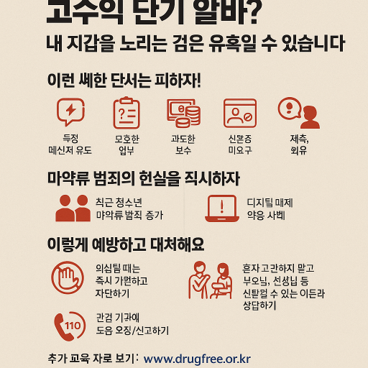 고수익 단기 알바?
내 지갑을 노리는 검은 유혹일 수 있습니다
이런 쎄한 단서는 피하자!
특정
메신저 유도
모호한
업부
과도한
보수
신분증
미요구
재촉,
회유
마약류 범죄의 현실을 직시하자
최근 청소년
마약류 범죄 증가
디지털 매체
악용 사례
이렇게 예방하고 대처해요
의심될 때는
즉시 거절하고
차단하기
혼자 고민하지 말고
부모님, 선생님 등
신뢰할 수 있는 어른과
상담하기
110
관검 기관에
도움 요청/신고하기
추가 교육 자료 보기: www.drugfree.or.kr